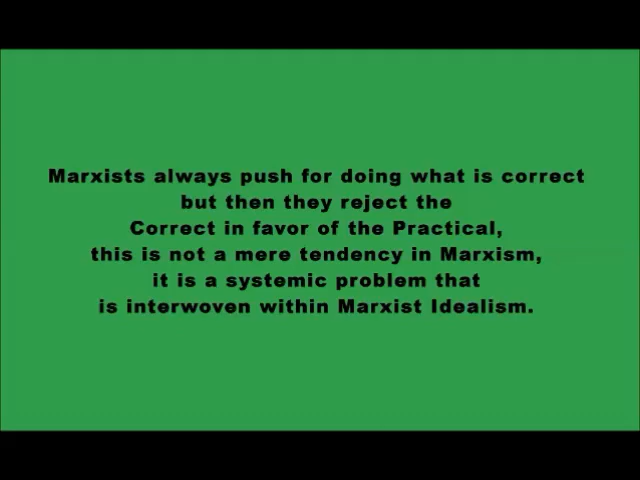 Marxists always push for doing what is correct
but then they reject the
Correct in favor of the Practical,
this is not a mere tendency in Marxism,
it is a systemic problem that
is interwoven within Marxist Idealism.